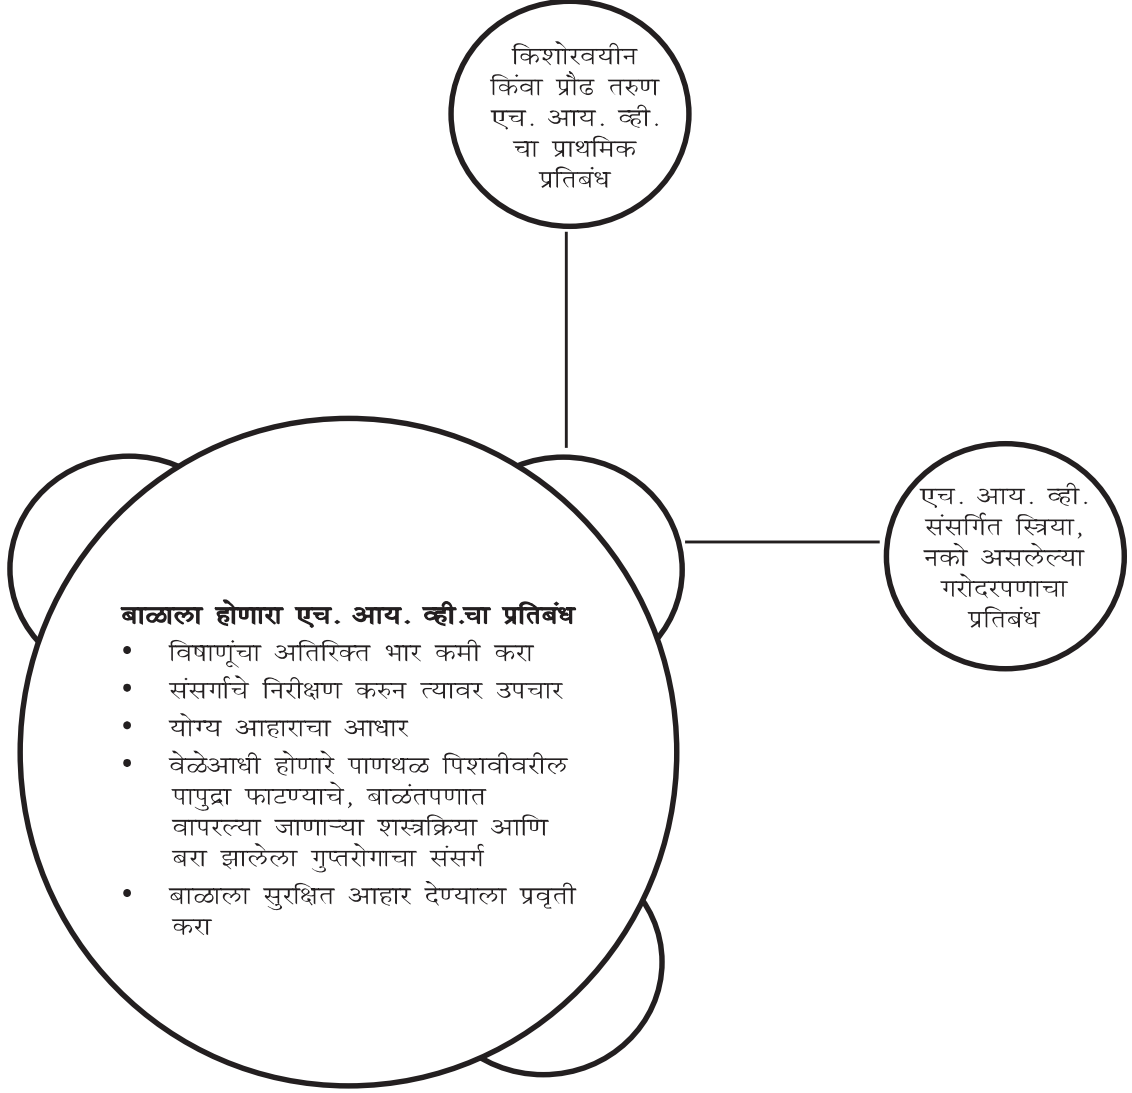 किशोरवयीन
किंवा प्रौढ तरुण
एच. आय. व्ही.
चा प्राथमिक
प्रतिबंध
एच. आय. व्ही.
संसर्गित स्त्रिया,
नको असलेल्या
गरोदरपणाचा
प्रतिबंध
बाळाला होणारा एच. आय. व्ही.चा प्रतिबंध
• विषाणूंचा अतिरिक्त भार कमी करा
• संसर्गाचे निरीक्षण करुन त्यावर उपचार
• योग्य आहाराचा आधार
• वेळेआधी होणारे पाणथळ पिशवीवरील
पापुद्रा फाटण्याचे, बाळंतपणात
वापरल्या जाणाऱ्या शस्त्रक्रिया आणि
बरा झालेला गुप्तरोगाचा संसर्ग
• बाळाला सुरक्षित आहार देण्याला प्रवृती
करा